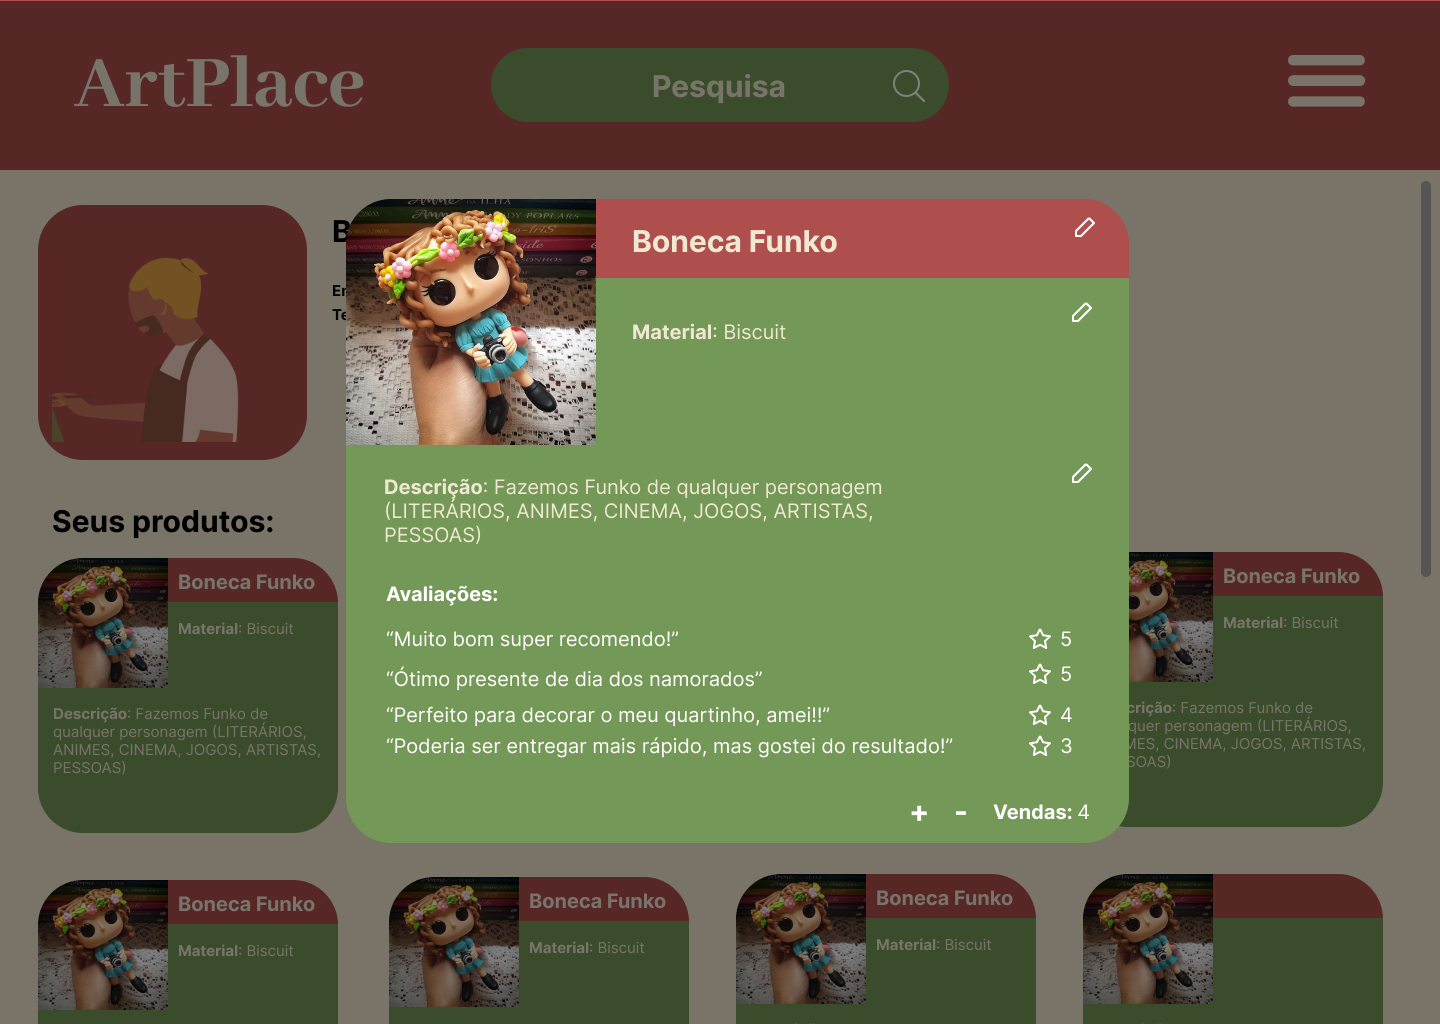 ArtPlace
Pesquisa
B
Er
Te
Boneca Funko
Material: Biscuit
Descrição: Fazemos Funko de qualquer personagem
(LITERÁRIOS, ANIMES, CINEMA, JOGOS, ARTISTAS,
PESSOAS)
Avaliações:
“Muito bom super recomendo!” 5
“Ótimo presente de dia dos namorados” 5
“Perfeito para decorar o meu quartinho, amei!!” 4
“Poderia ser entregar mais rápido, mas gostei do resultado!” 3
+ - Vendas: 4
Seus produtos:
Boneca Funko
Material: Biscuit
Descrição: Fazemos Funko de
qualquer personagem (LITERÁRIOS,
ANIMES, CINEMA, JOGOS, ARTISTAS,
PESSOAS)
Boneca Funko
Material: Biscuit
crição: Fazemos Funko de
quer personagem (LITERÁRIOS,
MES, CINEMA, JOGOS, ARTISTAS,
SOAS)
Boneca Funko
Material: Biscuit
Boneca Funko
Material: Biscuit
Boneca Funko
Material: Biscuit